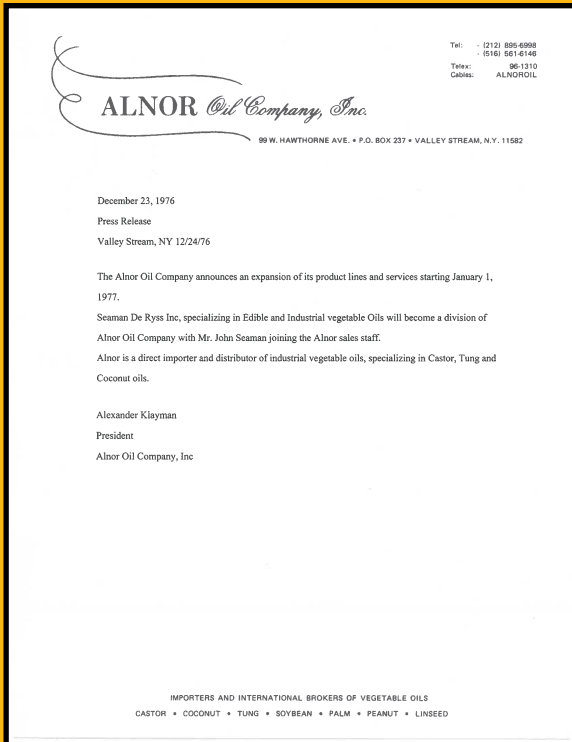 Tel: - (212) 895-6998
- (516) 561-6146
Telex: 96-1310
Cables: ALNOROIL
ALNOR Oil Company, Inc.
99 W. HAWTHORNE AVE. • P.O. BOX 237 • VALLEY STREAM, N.Y. 11582
December 23, 1976
Press Release
Valley Stream, NY 12/24/76
The Alnor Oil Company announces an expansion of its product lines and services starting January 1,
1977.
Seaman De Ryss Inc, specializing in Edible and Industrial vegetable Oils will become a division of
Alnor Oil Company with Mr. John Seaman joining the Alnor sales staff.
Alnor is a direct importer and distributor of industrial vegetable oils, specializing in Castor, Tung and
Coconut oils.
Alexander Klayman
President
Alnor Oil Company, Inc
IMPORTERS AND INTERNATIONAL BROKERS OF VEGETABLE OILS
CASTOR • COCONUT • TUNG • SOYBEAN • PALM • PEANUT • LINSEED